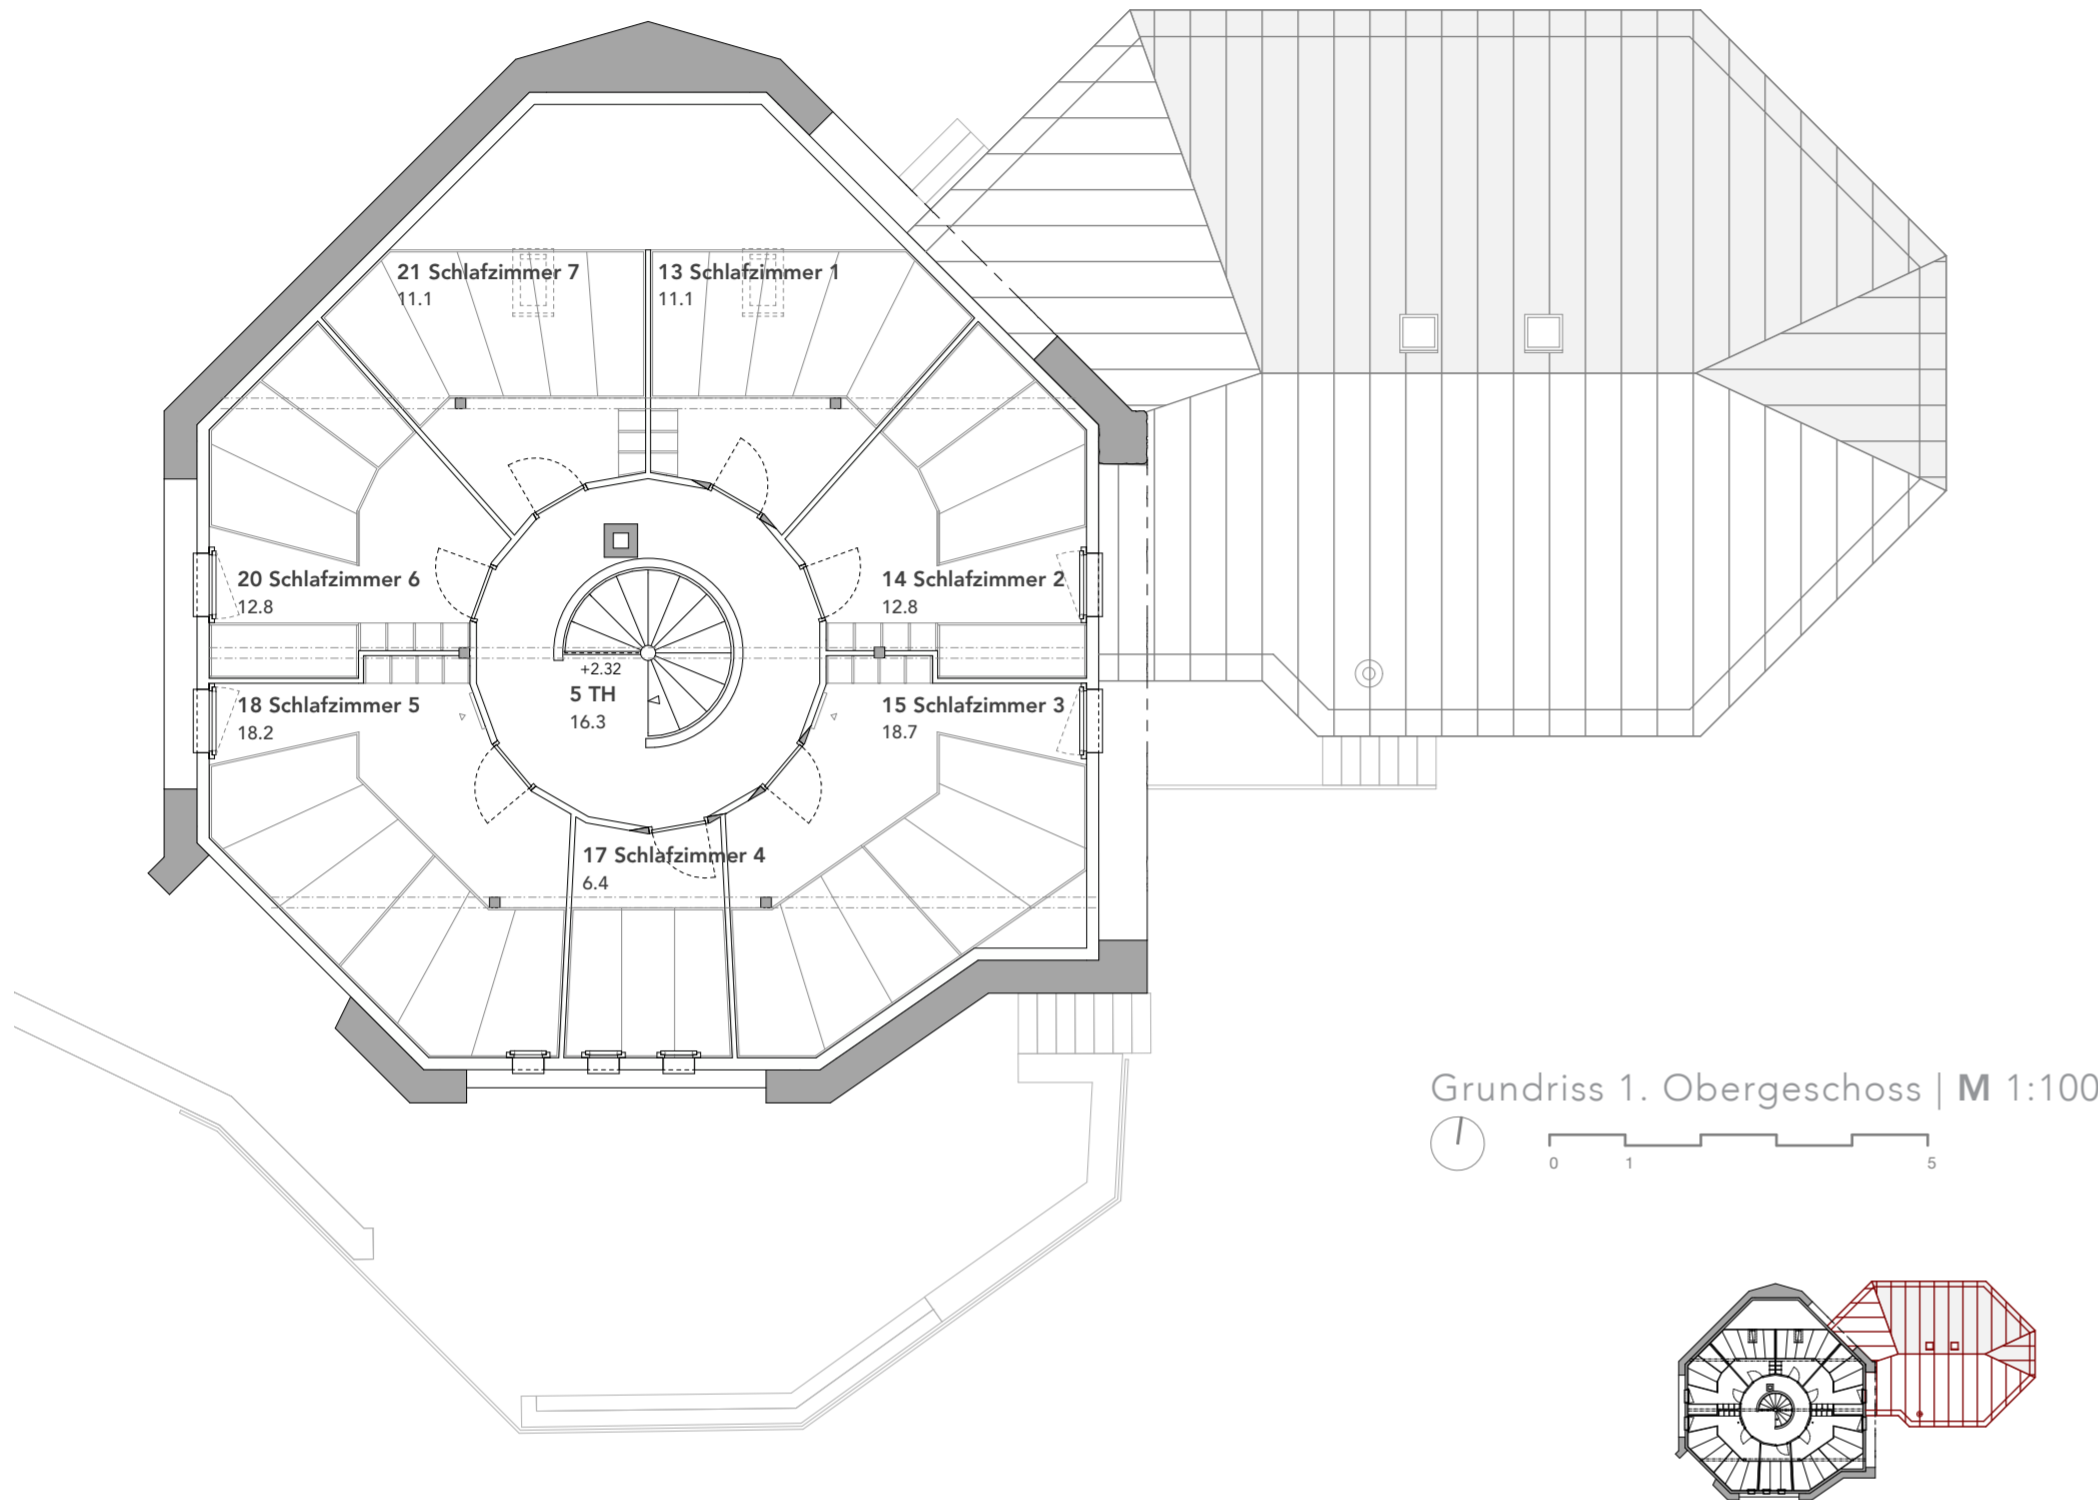 21 Schlafzimmer 7
11.1
13 Schlafzimmer 1
11.1
20 Schlafzimmer 6
12.8
14 Schlafzimmer 2
12.8
+2.32
5 TH
16.3
18 Schlafzimmer 5
18.2
15 Schlafzimmer 3
18.7
17 Schlafzimmer 4
6.4
Grundriss 1. Obergeschoss | M 1:100
0 1 5